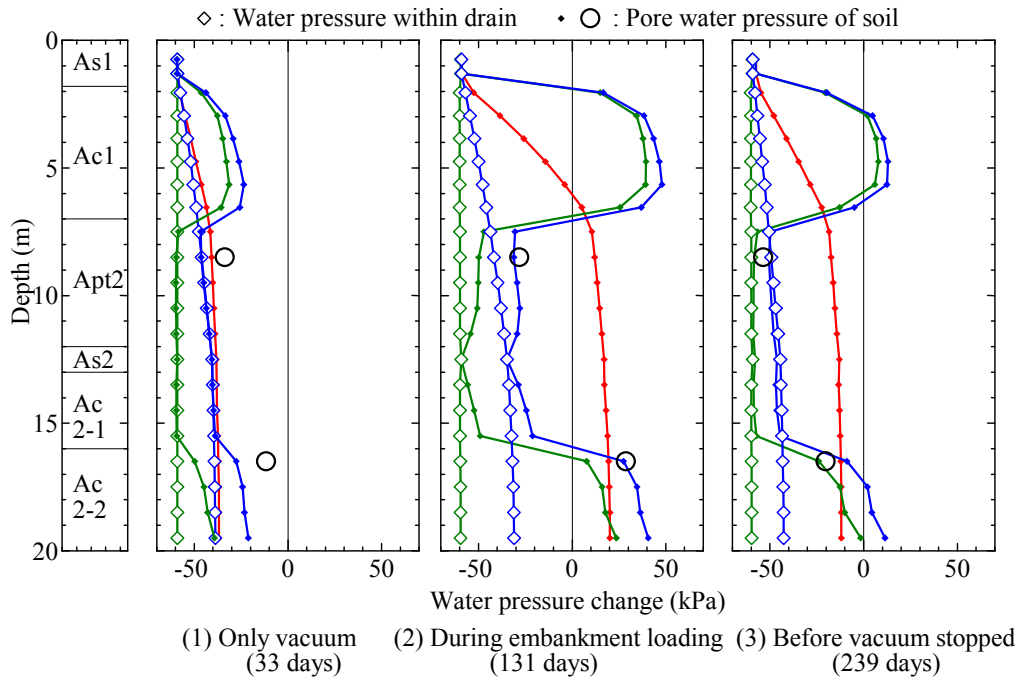 ◇ : Water pressure within drain ◆ ○ : Pore water pressure of soil
0
5
10
15
20
Depth (m)
As1
Ac1
Apt2
As2
Ac
2-1
Ac
2-2
-50 0 50
-50 0 50
-50 0 50
Water pressure change (kPa)
(1) Only vacuum
(33 days)
(2) During embankment loading
(131 days)
(3) Before vacuum stopped
(239 days)